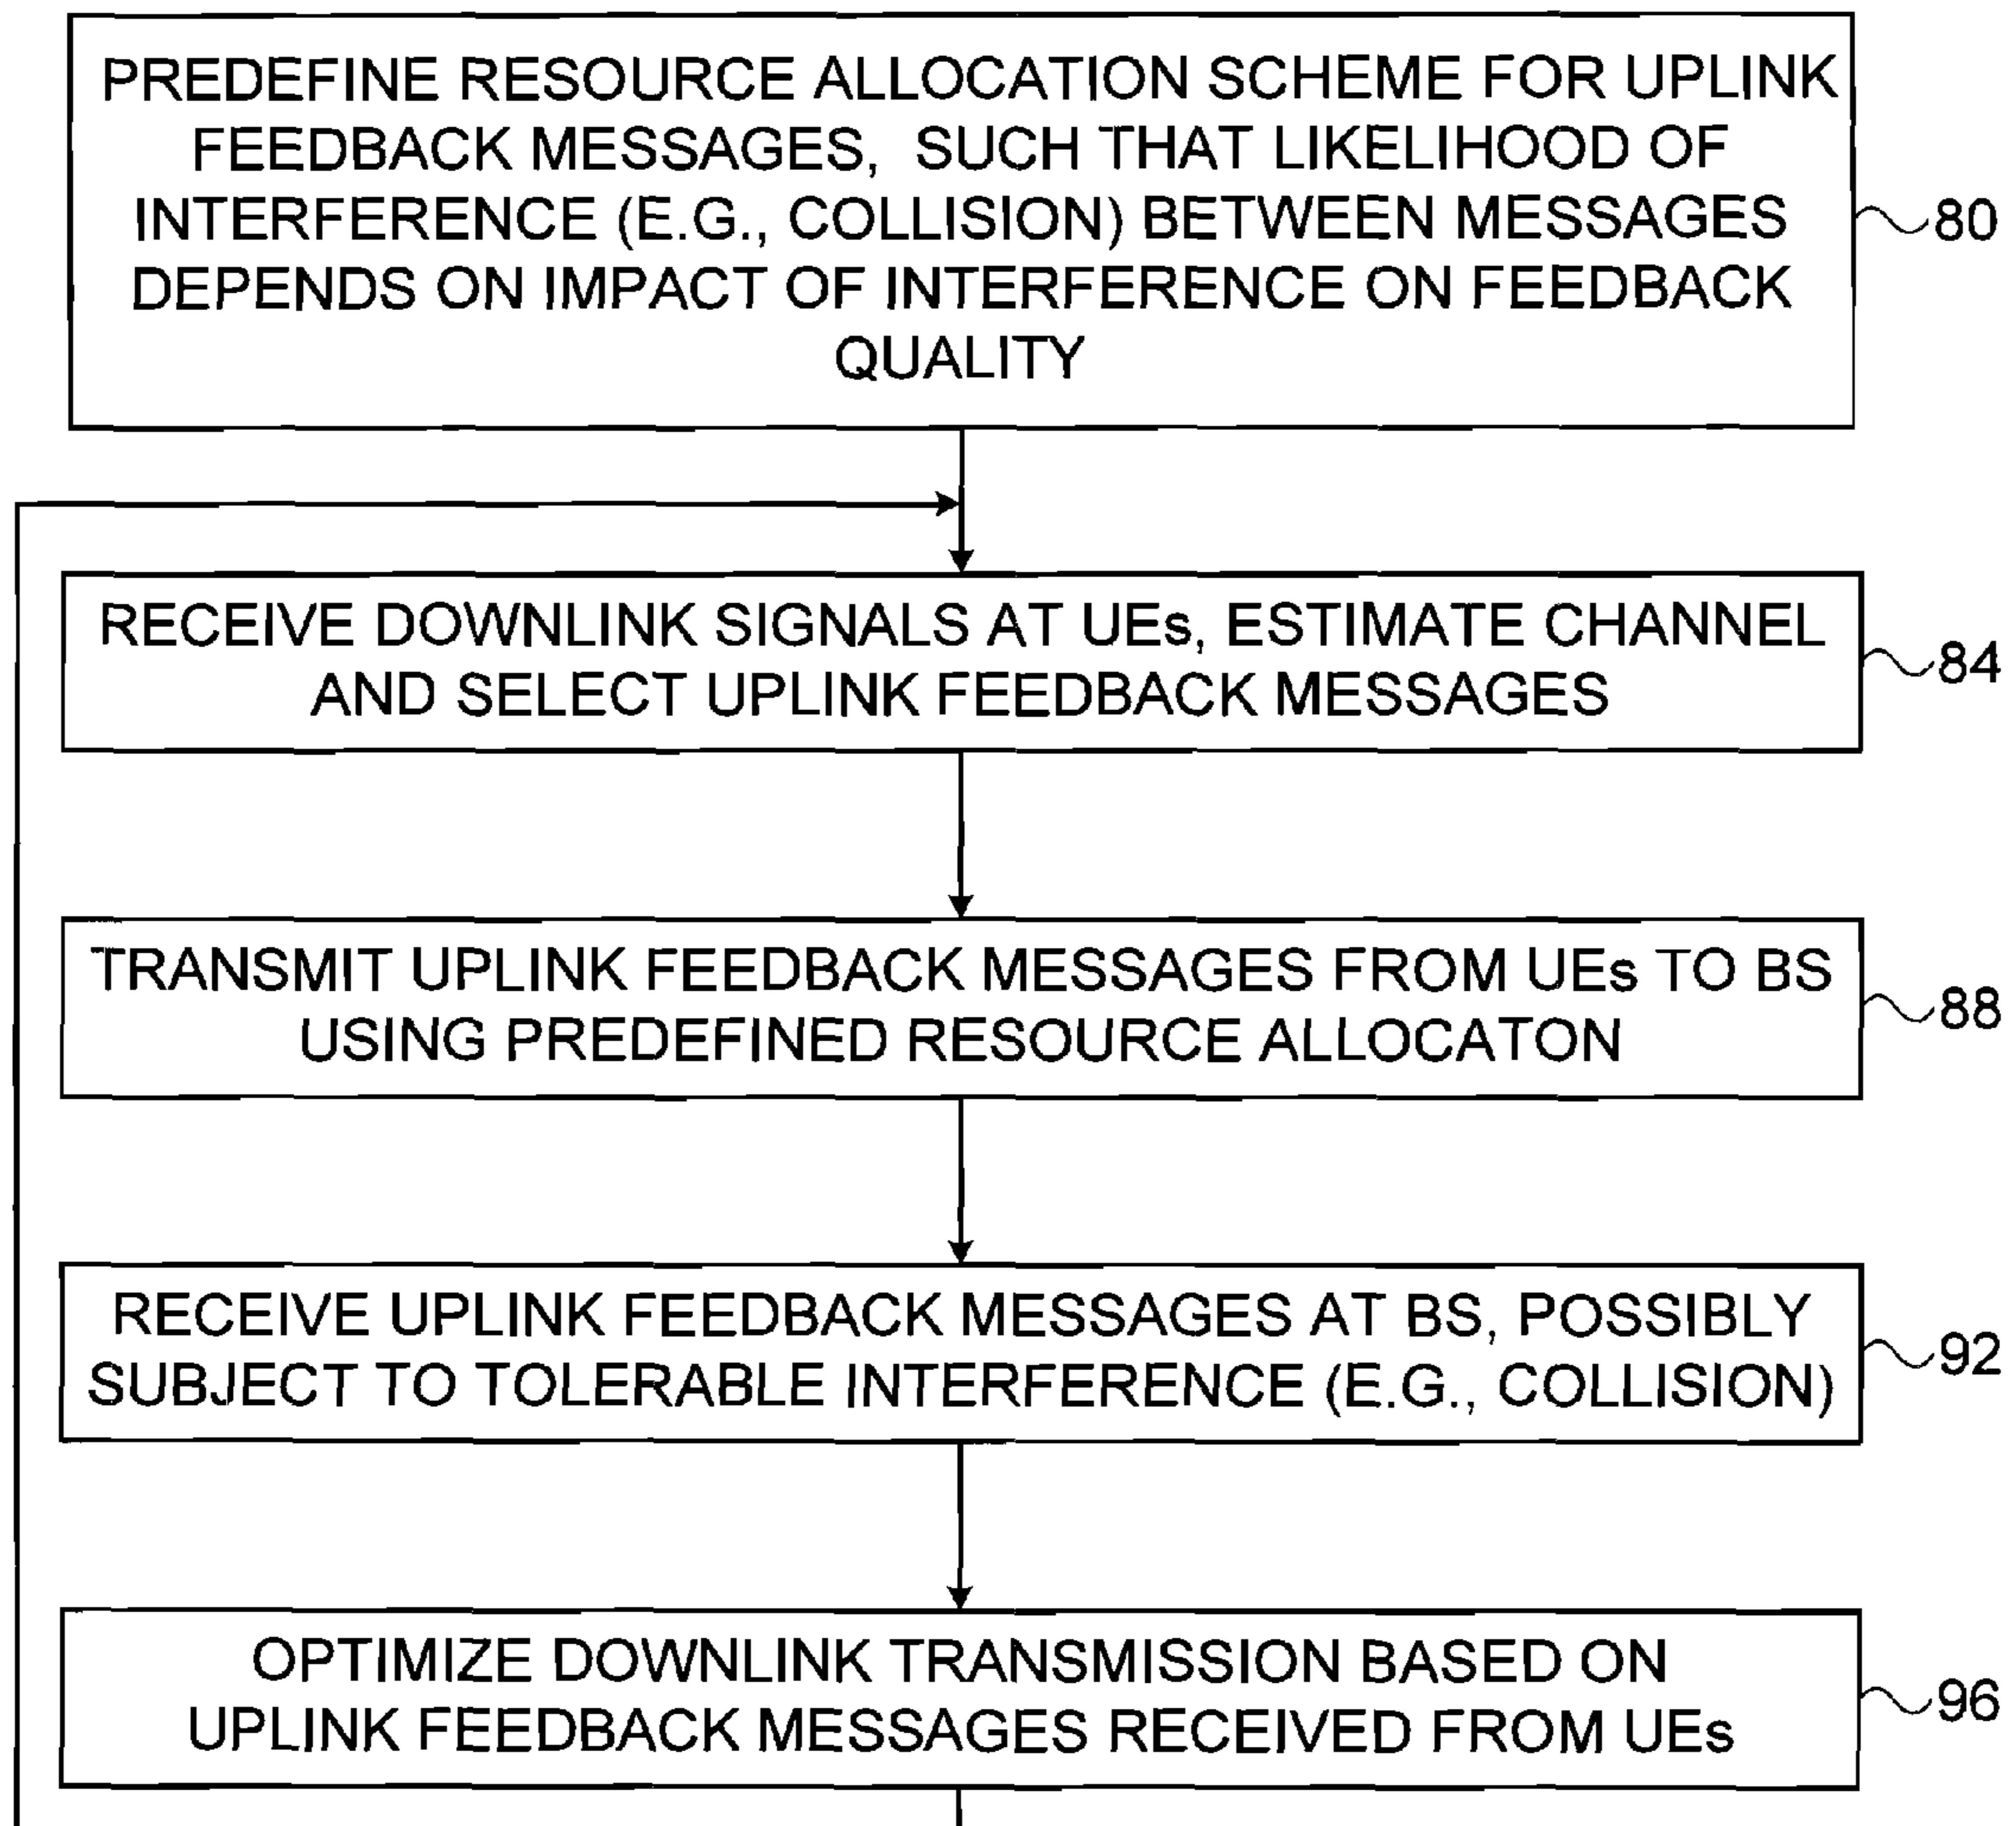 PREDEFINE RESOURCE ALLOCATION SCHEME FOR UPLINK
FEEDBACK MESSAGES, SUCH THAT LIKELIHOOD OF
INTERFERENCE (E.G., COLLISION) BETWEEN MESSAGES
DEPENDS ON IMPACT OF INTERFERENCE ON FEEDBACK
QUALITY
80
RECEIVE DOWNLINK SIGNALS AT UEs, ESTIMATE CHANNEL
AND SELECT UPLINK FEEDBACK MESSAGES
84
TRANSMIT UPLINK FEEDBACK MESSAGES FROM UEs TO BS
USING PREDEFINED RESOURCE ALLOCATON
88
RECEIVE UPLINK FEEDBACK MESSAGES AT BS, POSSIBLY
SUBJECT TO TOLERABLE INTERFERENCE (E.G., COLLISION)
92
OPTIMIZE DOWNLINK TRANSMISSION BASED ON
UPLINK FEEDBACK MESSAGES RECEIVED FROM UEs
96